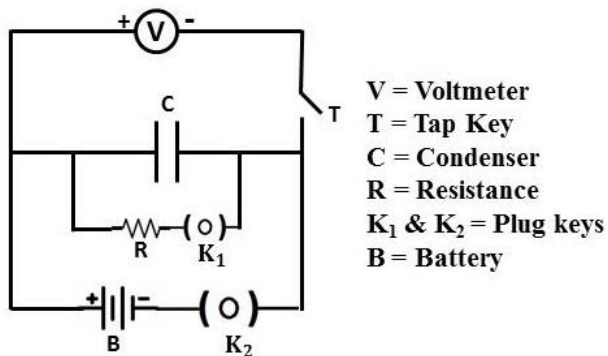 + V -
C
T
R K₁
+ -
B K₂
V = Voltmeter
T = Tap Key
C = Condenser
R = Resistance
K₁ & K₂ = Plug keys
B = Battery